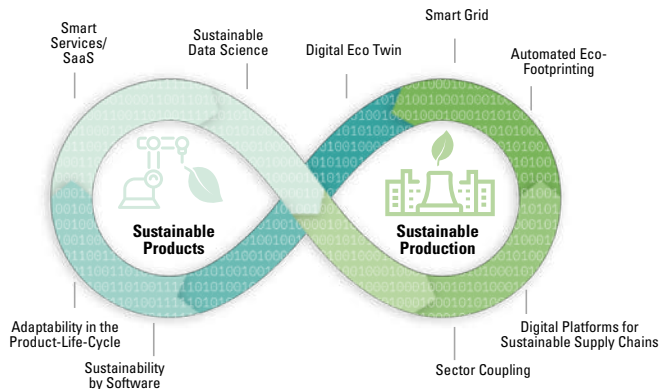 Smart
Services/
SaaS
Sustainable
Data Science
Digital Eco Twin
Smart Grid
Automated Eco-
Footprinting
Sustainable
Products
Sustainable
Production
Adaptability in the
Product-Life-Cycle
Sustainability
by Software
Sector Coupling
Digital Platforms for
Sustainable Supply Chains